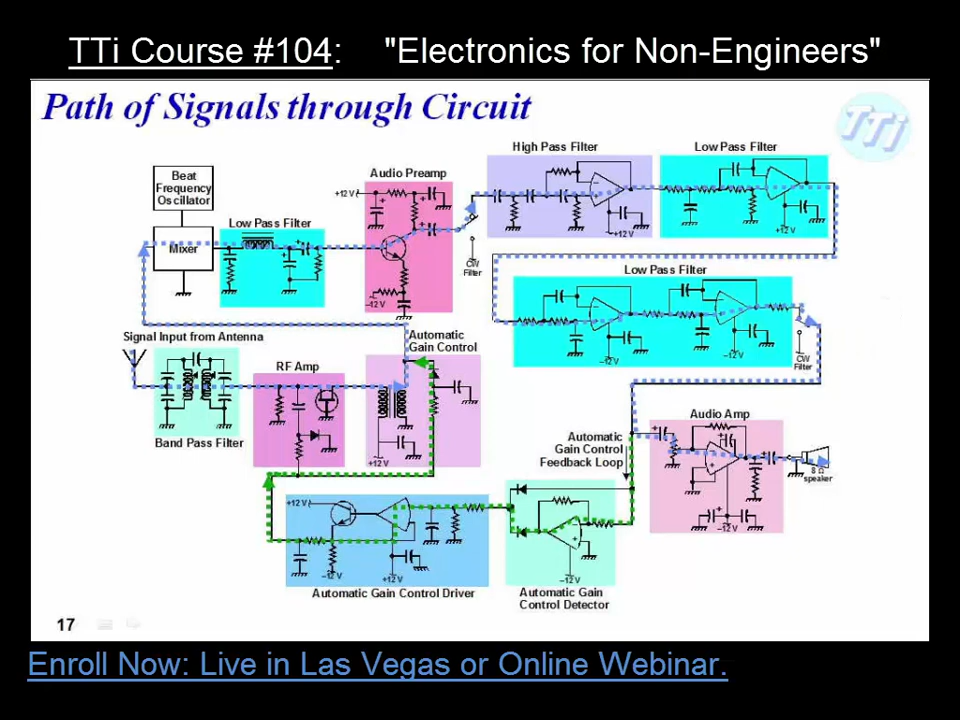 TTi Course #104:    "Electronics for Non-Engineers"
Path of Signals through Circuit
TTi
High Pass Filter
Low Pass Filter
Audio Preamp
Beat
Frequency
Oscillator
+12 V
Low Pass Filter
Mixer
+12 V
-12 V
CW
Filter
-12 V
Low Pass Filter
-12 V
-12 V
CW
Filter
Signal Input from Antenna
Automatic
Gain Control
RF Amp
Band Pass Filter
+12 V
Audio Amp
Automatic
Gain Control
Feedback Loop
8 Ω
speaker
-12 V
+12 V
-12 V
+12 V
-12 V
Automatic Gain Control Driver
Automatic Gain
Control Detector
17
Enroll Now: Live in Las Vegas or Online Webinar.